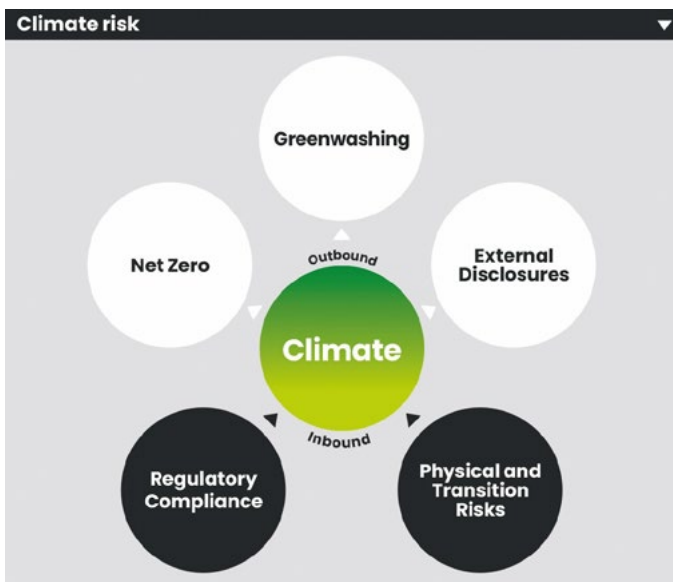 Climate risk
Greenwashing
Net Zero
Outbound
External
Disclosures
Climate
Inbound
Regulatory
Compliance
Physical and
Transition
Risks